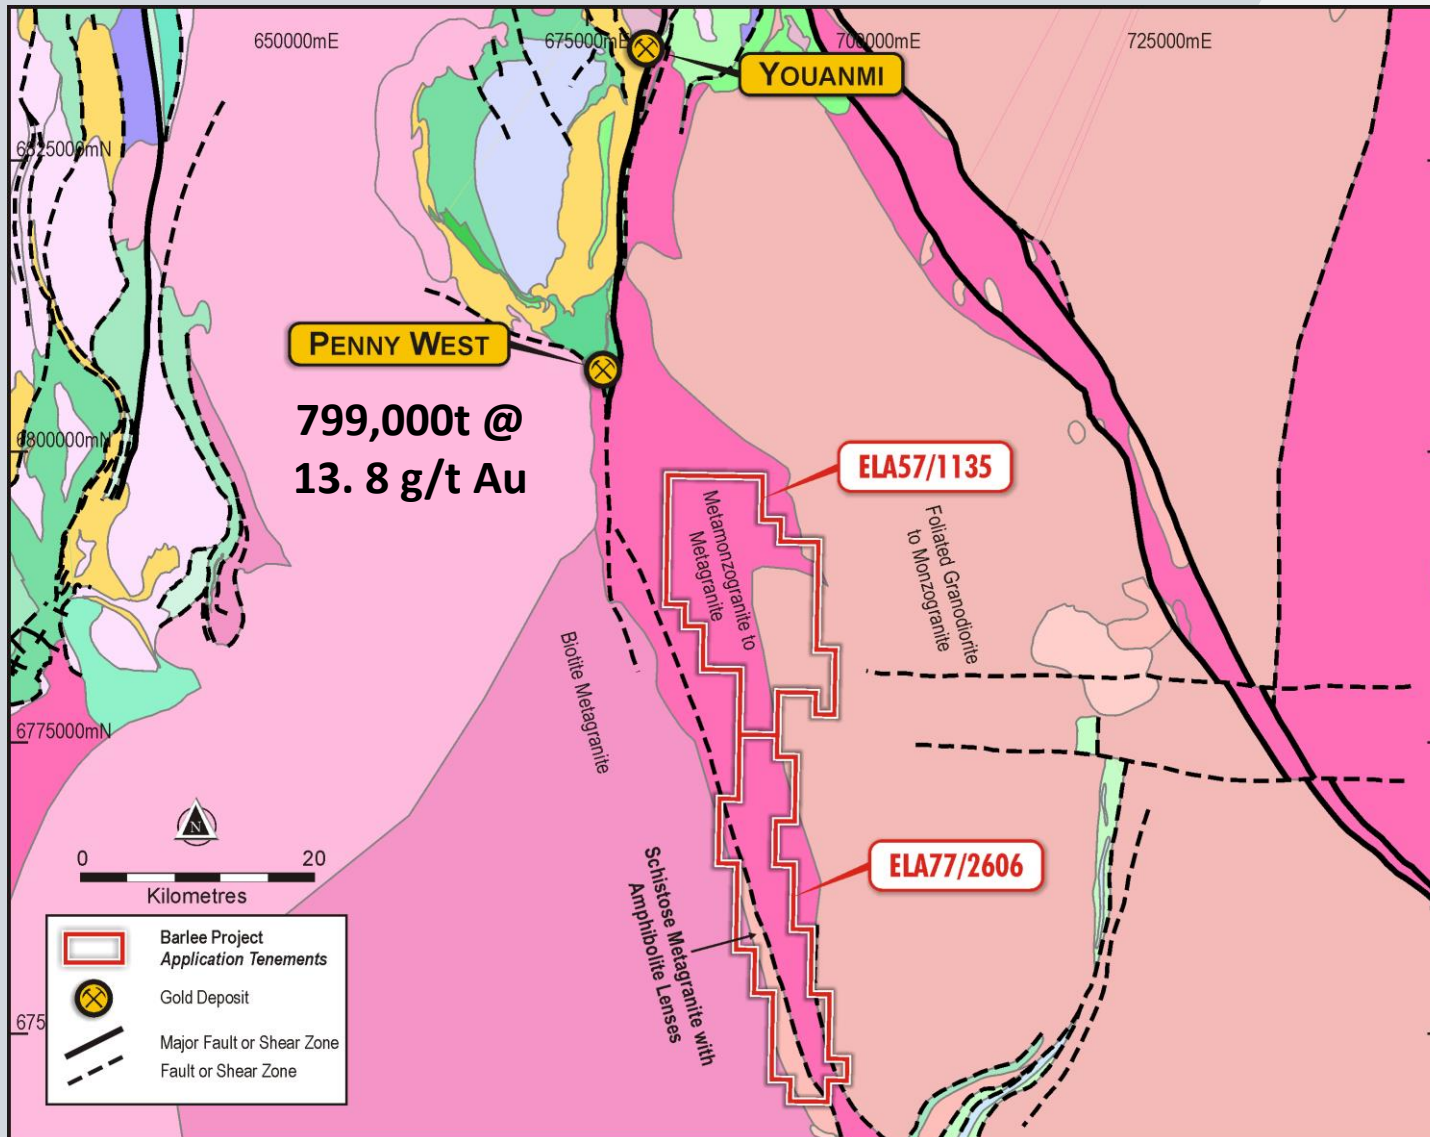 650000mE
675000mE
700000mE
725000mE
YOUANMI
6825000mN
PENNY WEST
799,000t @
13. 8 g/t Au
6800000mN
ELA57/1135
Metamonzogranite to
Metagranite
Foliated Granodiorite
to Monzogranite
Biotite Metagranite
6775000mN
N
0 20
Kilometres
ELA77/2606
Schistose Metagranite with
Amphibolite Lenses
Barlee Project
Application Tenements
Gold Deposit
675
Major Fault or Shear Zone
Fault or Shear Zone